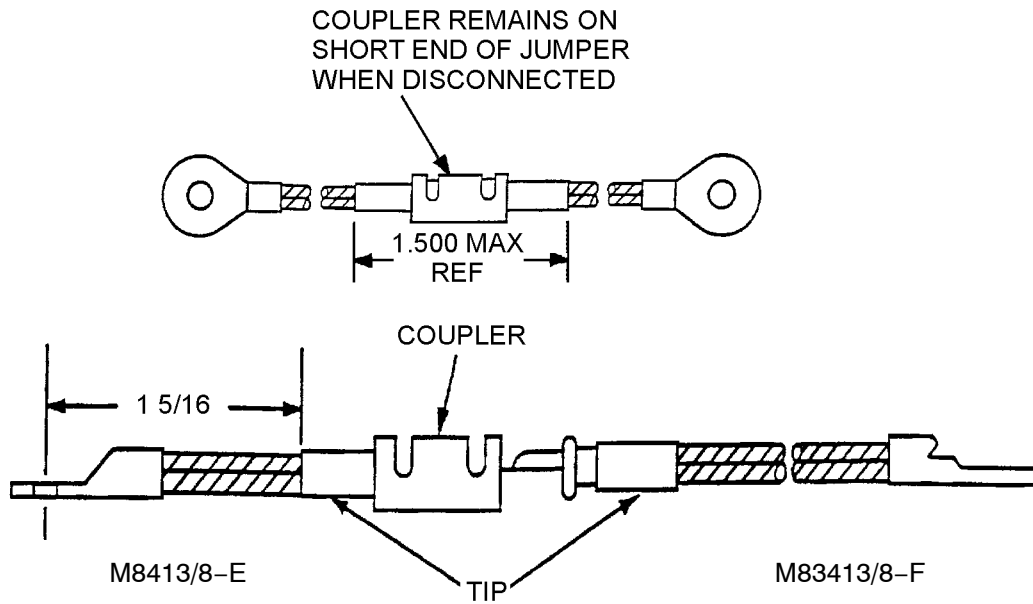 COUPLER REMAINS ON
SHORT END OF JUMPER
WHEN DISCONNECTED
1.500 MAX
REF
COUPLER
1 5/16
M8413/8–E
TIP
M83413/8–F